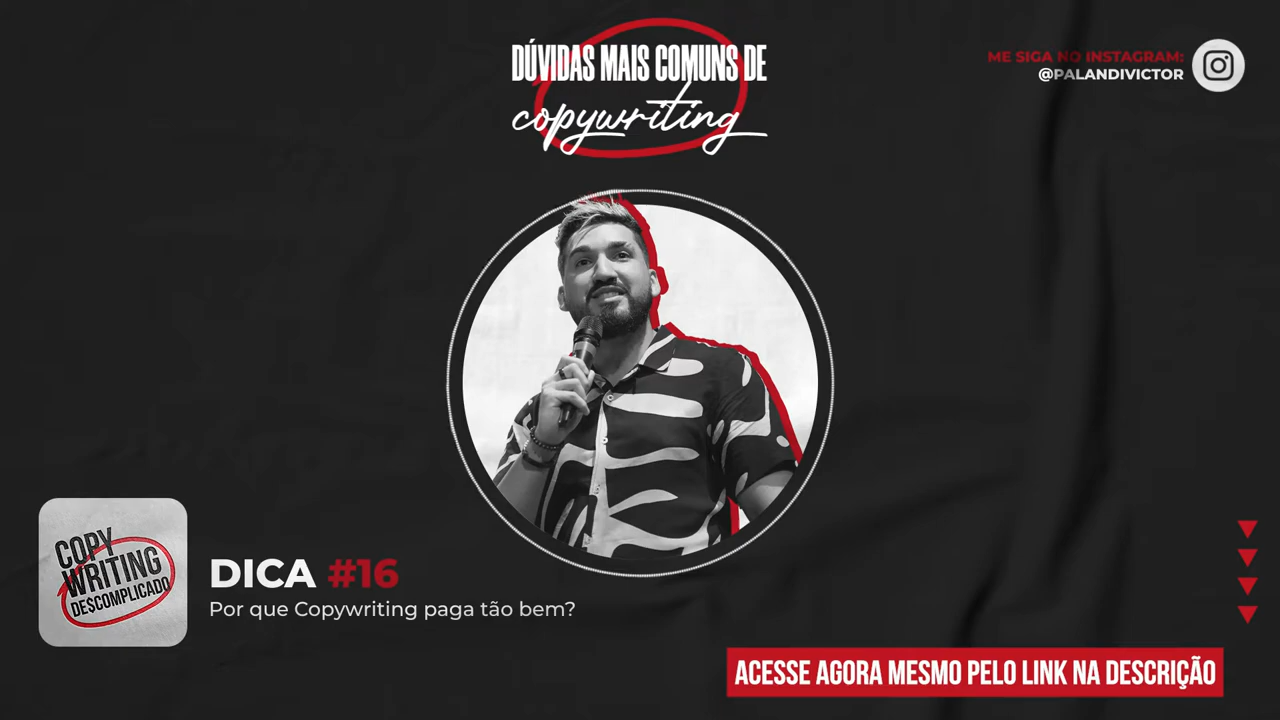 DÚVIDAS MAIS COMUNS DE
copywriting
ME SIGA NO INSTAGRAM:
@PALANDIVICTOR
COPY
WRITING
DESCOMPLICADO
DICA #16
Por que Copywriting paga tão bem?
ACESSE AGORA MESMO PELO LINK NA DESCRIÇÃO